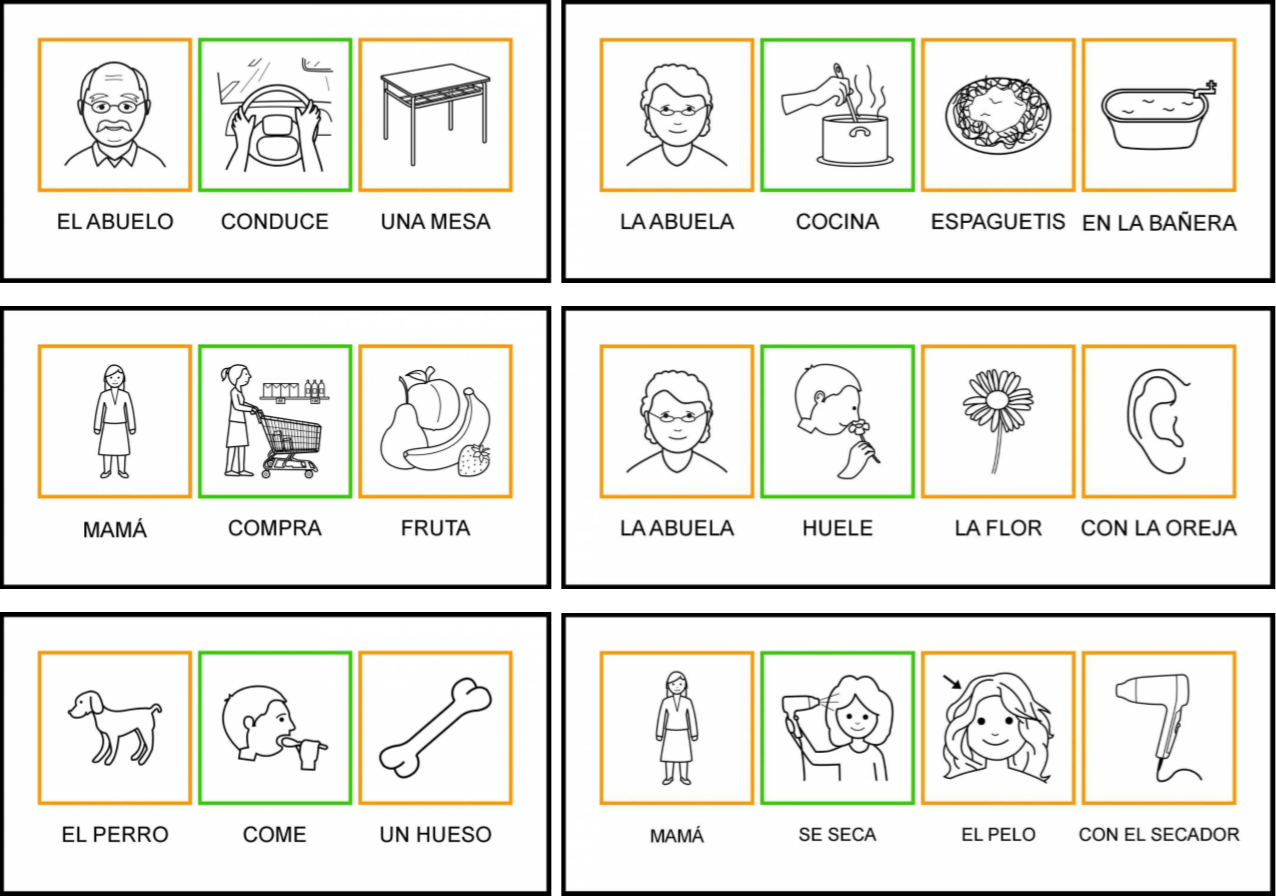 EL ABUELO CONDUCE UNA MESA
LA ABUELA COCINA ESPAGUETIS EN LA BAÑERA
MAMÁ COMPRA FRUTA
LA ABUELA HUELE LA FLOR CON LA OREJA
EL PERRO COME UN HUESO
MAMÁ SE SECA EL PELO CON EL SECADOR